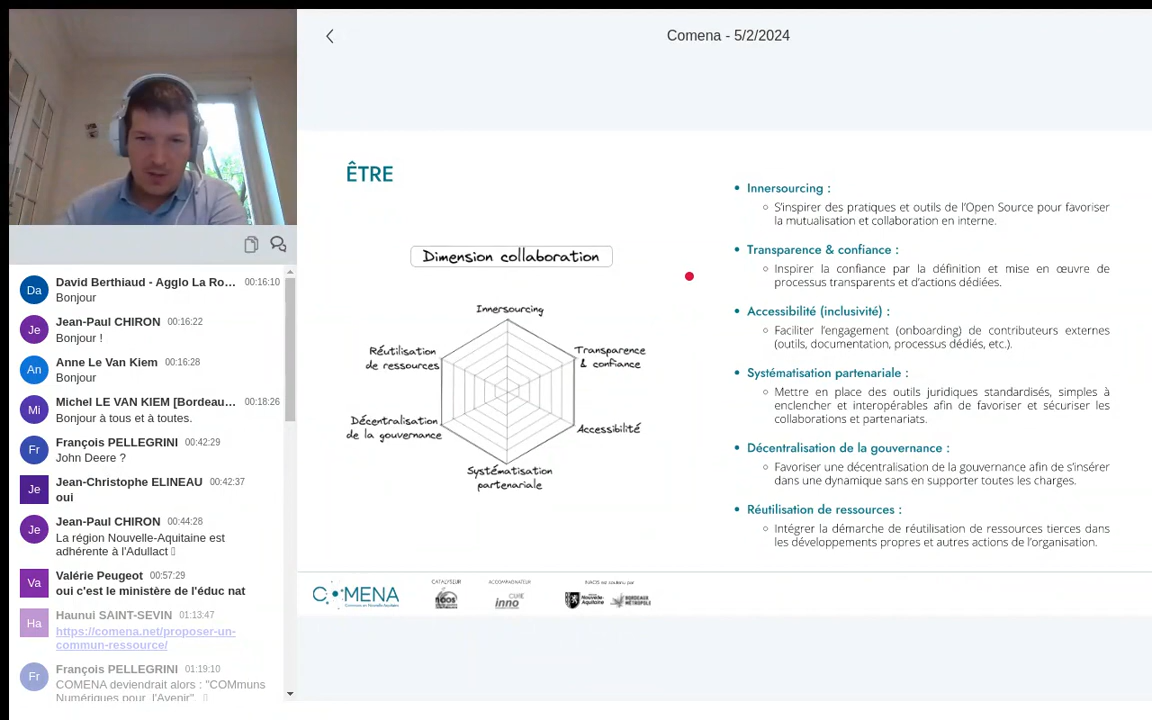 Comena - 5/2/2024
David Berthiaud - Agglo La Ro… 00:16:10
Bonjour
Jean-Paul CHIRON 00:16:22
Bonjour !
Anne Le Van Kiem 00:16:28
Bonjour
Michel LE VAN KIEM [Bordeau… 00:18:26
Bonjour à tous et à toutes.
François PELLEGRINI 00:42:29
John Deere ?
Jean-Christophe ELINEAU 00:42:37
oui
Jean-Paul CHIRON 00:44:28
La région Nouvelle-Aquitaine est
adhérente à l'Adullact
Valérie Peugeot 00:57:29
oui c'est le ministère de l'éduc nat
Haunui SAINT-SEVIN 01:13:47
https://comena.net/proposer-un-
commun-ressource/
François PELLEGRINI 01:19:10
COMENA deviendrait alors : "COMmuns
Numériques pour l'Avenir".
Da
Je
An
Mi
Fr
Je
Je
Va
Ha
Fr
ÊTRE
Dimension collaboration
Innersourcing
Transparence
& confiance
Accessibilité
Systématisation
partenariale
Décentralisation
de la gouvernance
Réutilisation
de ressources
• Innersourcing :
○ S'inspirer des pratiques et outils de l'Open Source pour favoriser
la mutualisation et collaboration en interne.
• Transparence & confiance :
○ Inspirer la confiance par la définition et mise en œuvre de
processus transparents et d'actions dédiées.
• Accessibilité (inclusivité) :
○ Faciliter l'engagement (onboarding) de contributeurs externes
(outils, documentation, processus dédiés, etc.).
• Systématisation partenariale :
○ Mettre en place des outils juridiques standardisés, simples à
enclencher et interopérables afin de favoriser et sécuriser les
collaborations et partenariats.
• Décentralisation de la gouvernance :
○ Favoriser une décentralisation de la gouvernance afin de s'insérer
dans une dynamique sans en supporter toutes les charges.
• Réutilisation de ressources :
○ Intégrer la démarche de réutilisation de ressources tierces dans
les développements propres et autres actions de l'organisation.
COMENA
CATALYSEUR
naos
ACCOMPAGNATEUR
inno
NAOS est soutenu par
Nouvelle-
Aquitaine
BORDEAUX
MÉTROPOLE